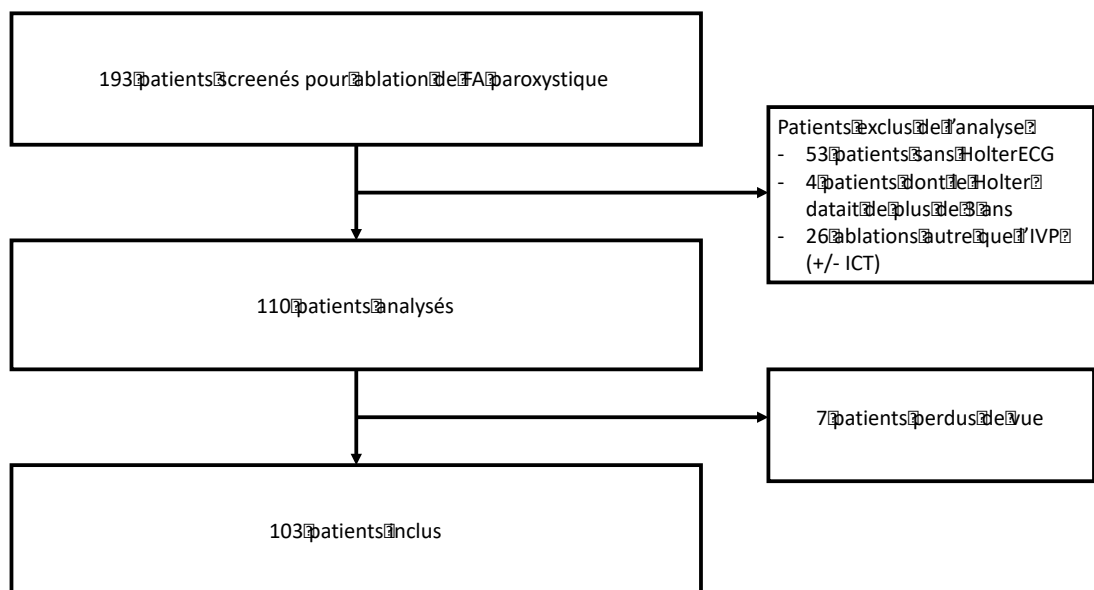 193 patients screenés pour ablation de FA paroxystique
Patients exclus de l'analyse
- 53 patients sans HolterECG
- 4 patients dont le Holter
datait de plus de 3 ans
- 26 ablations autre que l'IVP
(+/- ICT)
110 patients analysés
7 patients perdus de vue
103 patients inclus